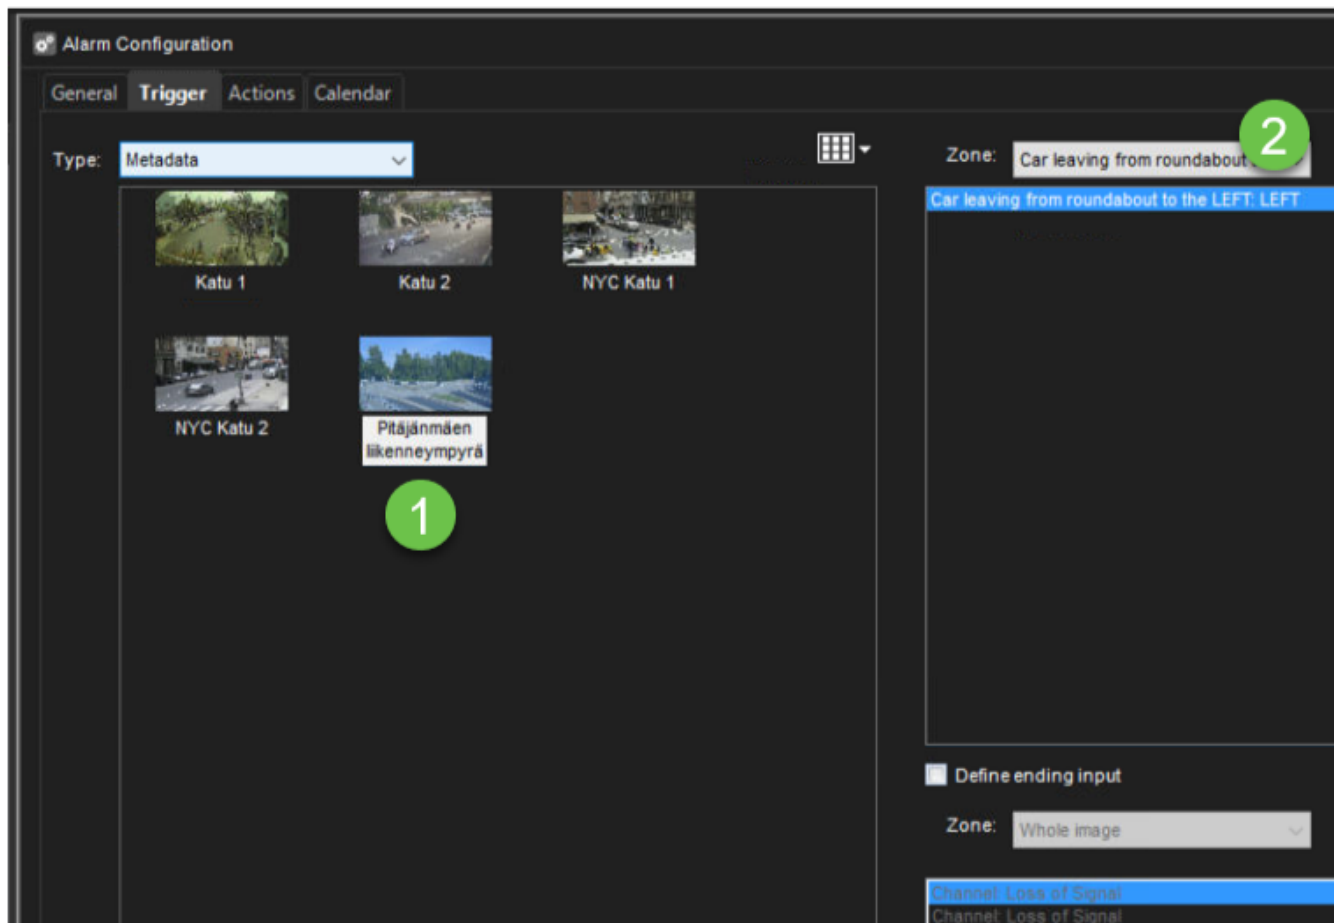 Alarm Configuration
General Trigger Actions Calendar
Type: Metadata
Katu 1 Katu 2 NYC Katu 1
NYC Katu 2 Pitäjänmäen
liikenneympyrä
1
Zone: Car leaving from roundabout
2
Car leaving from roundabout to the LEFT: LEFT
Define ending input
Zone: Whole image
Channel: Loss of Signal
Channel: Loss of Signal